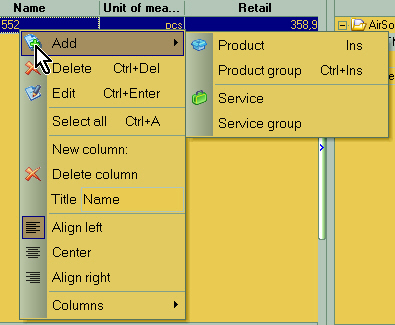 Name Unit of mea... Retail
552 pcs 358,9 AirSo
Add
Delete Ctrl+Del
Edit Ctrl+Enter
Select all Ctrl+A
New column:
Delete column
Title Name
Align left
Center
Align right
Columns
Product Ins
Product group Ctrl+Ins
Service
Service group